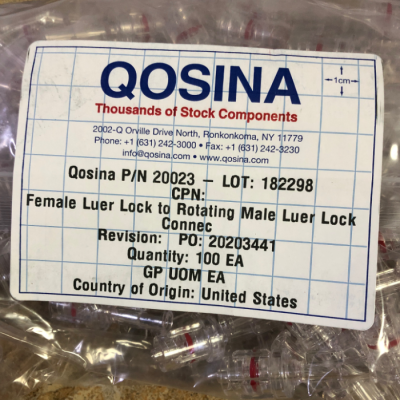 QOSINA
Thousands of Stock Components
←1cm→
2002-Q Orville Drive North, Ronkonkoma, NY 11779
Phone: +1 (631) 242-3000 • Fax: +1 (631) 242-3230
info@qosina.com • www.qosina.com
Qosina P/N 20023 — LOT: 182298
CPN:
Female Luer Lock to Rotating Male Luer Lock
Connec
Revision: PO: 20203441
Quantity: 100 EA
GP UOM EA
Country of Origin: United States